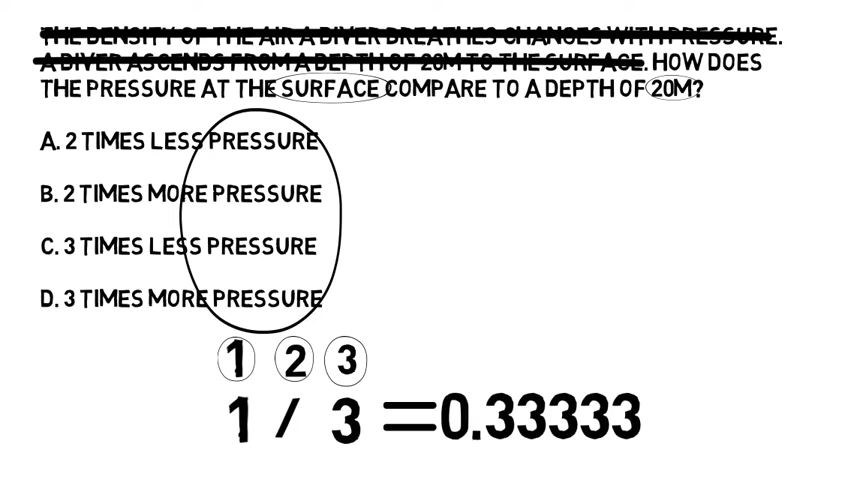 THE DENSITY OF THE AIR A DIVER BREATHES CHANGES WITH PRESSURE.
A DIVER ASCENDS FROM A DEPTH OF 20M TO THE SURFACE. HOW DOES
THE PRESSURE AT THE SURFACE COMPARE TO A DEPTH OF 20M?
A. 2 TIMES LESS PRESSURE
B. 2 TIMES MORE PRESSURE
C. 3 TIMES LESS PRESSURE
D. 3 TIMES MORE PRESSURE
1 2 3
1 / 3 =0.33333